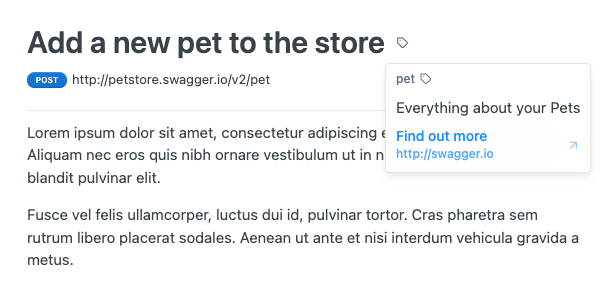 Add a new pet to the store
POST http://petstore.swagger.io/v2/pet
pet
Everything about your Pets
Find out more
http://swagger.io
Lorem ipsum dolor sit amet, consectetur adipiscing
Aliquam nec eros quis nibh ornare vestibulum ut in
blandit pulvinar elit.
Fusce vel felis ullamcorper, luctus dui id, pulvinar tortor. Cras pharetra sem
rutrum libero placerat sodales. Aenean ut ante et nisi interdum vehicula gravida a
metus.